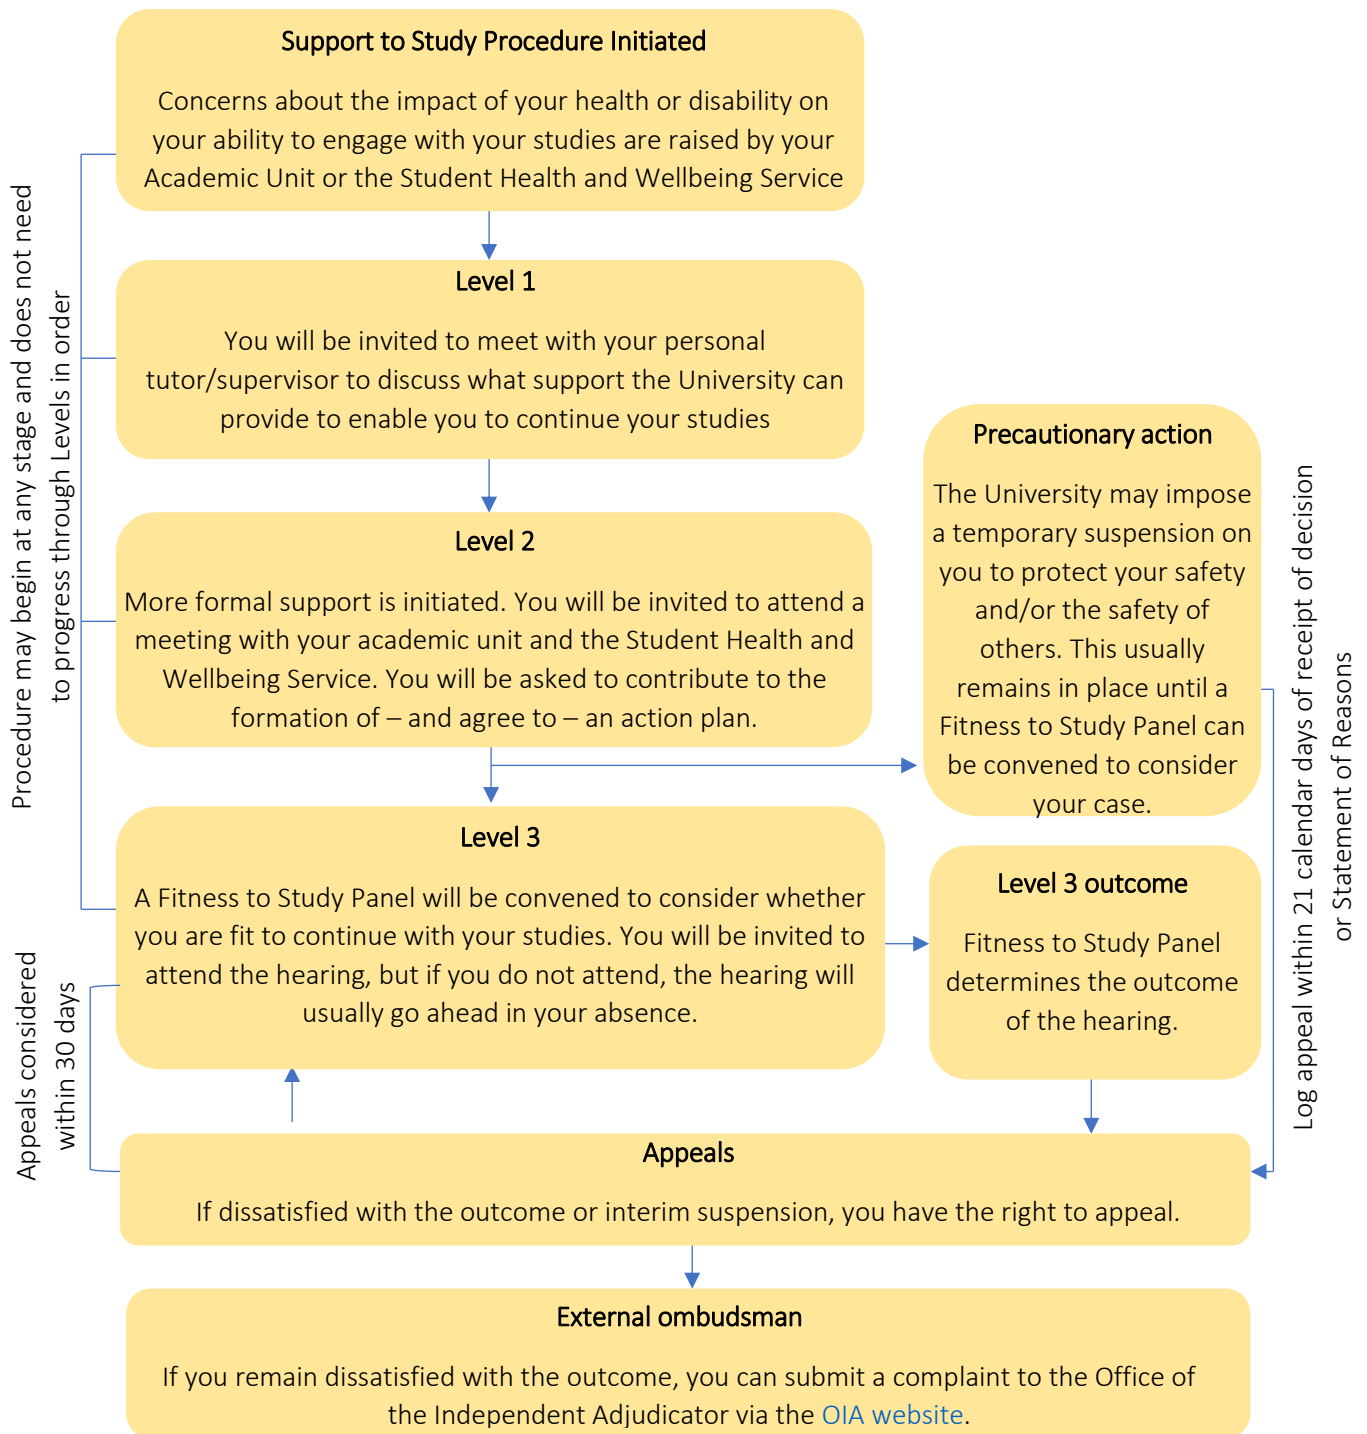 Support to Study Procedure Initiated
Concerns about the impact of your health or disability on
your ability to engage with your studies are raised by your
Academic Unit or the Student Health and Wellbeing Service
Procedure may begin at any stage and does not need
to progress through Levels in order
Level 1
You will be invited to meet with your personal
tutor/supervisor to discuss what support the University can
provide to enable you to continue your studies
Level 2
More formal support is initiated. You will be invited to attend a
meeting with your academic unit and the Student Health and
Wellbeing Service. You will be asked to contribute to the
formation of – and agree to – an action plan.
Precautionary action
The University may impose
a temporary suspension on
you to protect your safety
and/or the safety of
others. This usually
remains in place until a
Fitness to Study Panel can
be convened to consider
your case.
Log appeal within 21 calendar days of receipt of decision
or Statement of Reasons
Level 3
A Fitness to Study Panel will be convened to consider whether
you are fit to continue with your studies. You will be invited to
attend the hearing, but if you do not attend, the hearing will
usually go ahead in your absence.
Level 3 outcome
Fitness to Study Panel
determines the outcome
of the hearing.
Appeals considered
within 30 days
Appeals
If dissatisfied with the outcome or interim suspension, you have the right to appeal.
External ombudsman
If you remain dissatisfied with the outcome, you can submit a complaint to the Office of
the Independent Adjudicator via the OIA website.